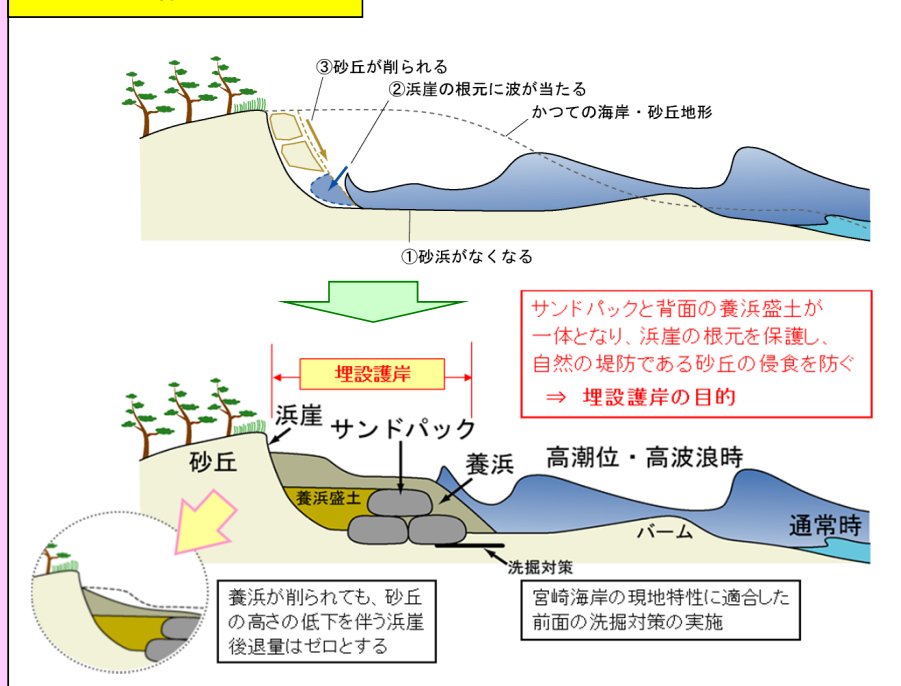 ③砂丘が削られる
②浜崖の根元に波が当たる
かつての海岸・砂丘地形
①砂浜がなくなる
サンドパックと背面の養浜盛土が
一体となり、浜崖の根元を保護し、
自然の堤防である砂丘の侵食を防ぐ
⇒ 埋設護岸の目的
埋設護岸
浜崖
サンドパック
砂丘
養浜
高潮位・高波浪時
養浜盛土
バーム
通常時
洗掘対策
養浜が削られても、砂丘
の高さの低下を伴う浜崖
後退量はゼロとする
宮崎海岸の現地特性に適合した
前面の洗掘対策の実施